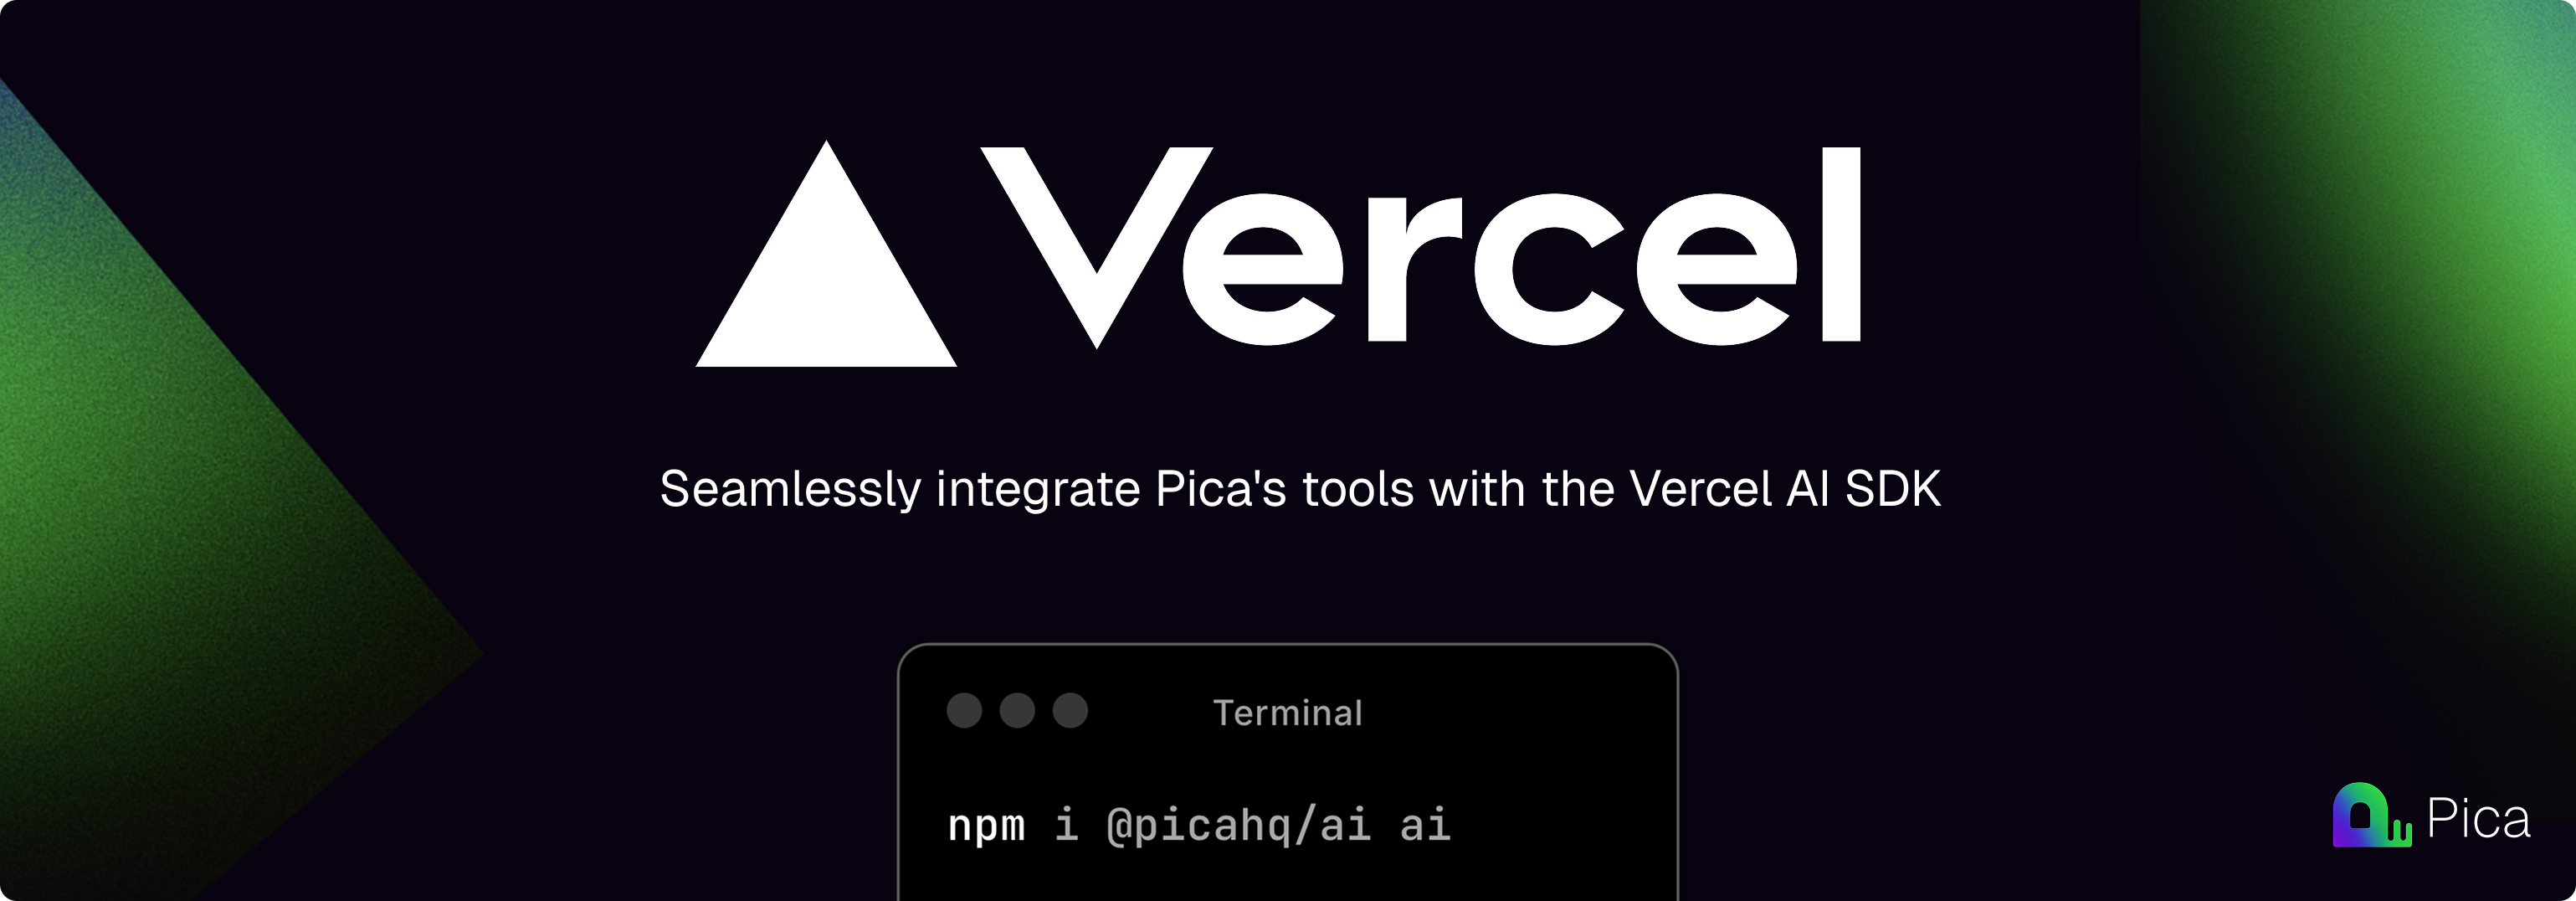 Vercel
Seamlessly integrate Pica's tools with the Vercel AI SDK
Terminal
npm i @picahq/ai ai
Pica